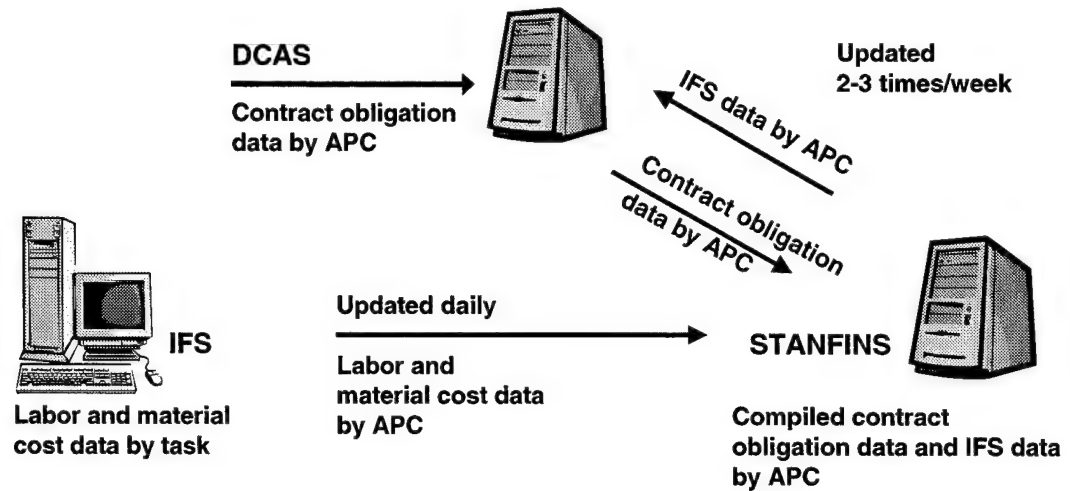 DCAS
Contract obligation
data by APC
Updated
2-3 times/week
IFS data by APC
Contract obligation
data by APC
IFS
Labor and material
cost data by task
Updated daily
Labor and
material cost data
by APC
STANFINS
Compiled contract
obligation data and IFS data
by APC